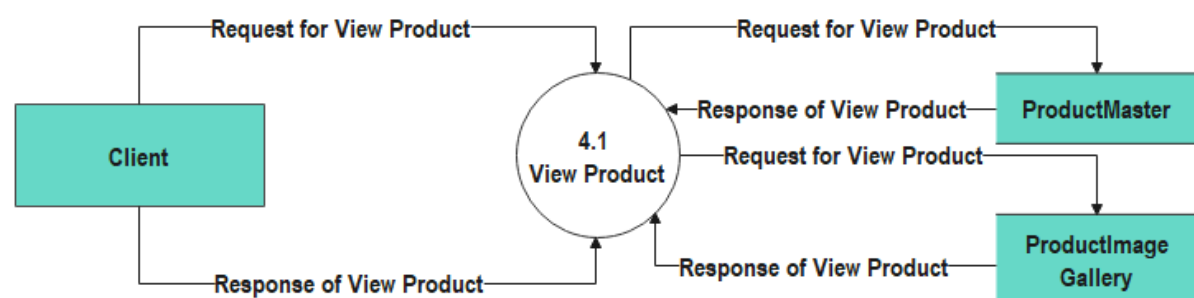 Request for View Product
Request for View Product
Response of View Product
ProductMaster
Client
4.1
View Product
Request for View Product
ProductImage
Gallery
Response of View Product
Response of View Product